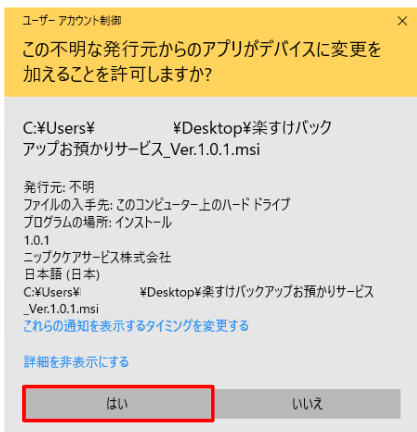 ユーザー アカウント制御
この不明な発行元からのアプリがデバイスに変更を
加えることを許可しますか?
C:¥Users¥ ¥Desktop¥楽すけバック
アップお預かりサービス_Ver.1.0.1.msi
発行元: 不明
ファイルの入手先: このコンピューター上のハード ドライブ
プログラムの場所: インストール
1.0.1
ニップクケアサービス株式会社
日本語 (日本)
C:¥Users¥ ¥Desktop¥楽すけバックアップお預かりサービス
_Ver.1.0.1.msi
これらの通知を表示するタイミングを変更する
詳細を非表示にする
はい
いいえ